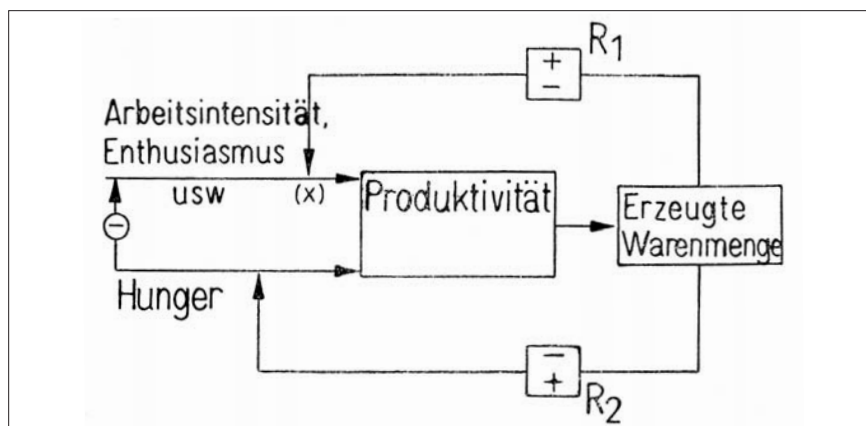 R1
+
−
Arbeitsintensität,
Enthusiasmus
usw
(x)
Produktivität
Erzeugte
Warenmenge
−
Hunger
−
+
R2